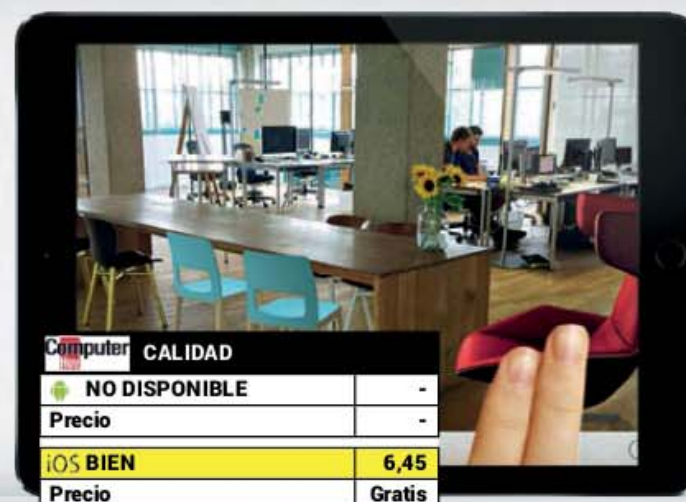 Computer CALIDAD
NO DISPONIBLE -
Precio -
iOS BIEN 6,45
Precio Gratis